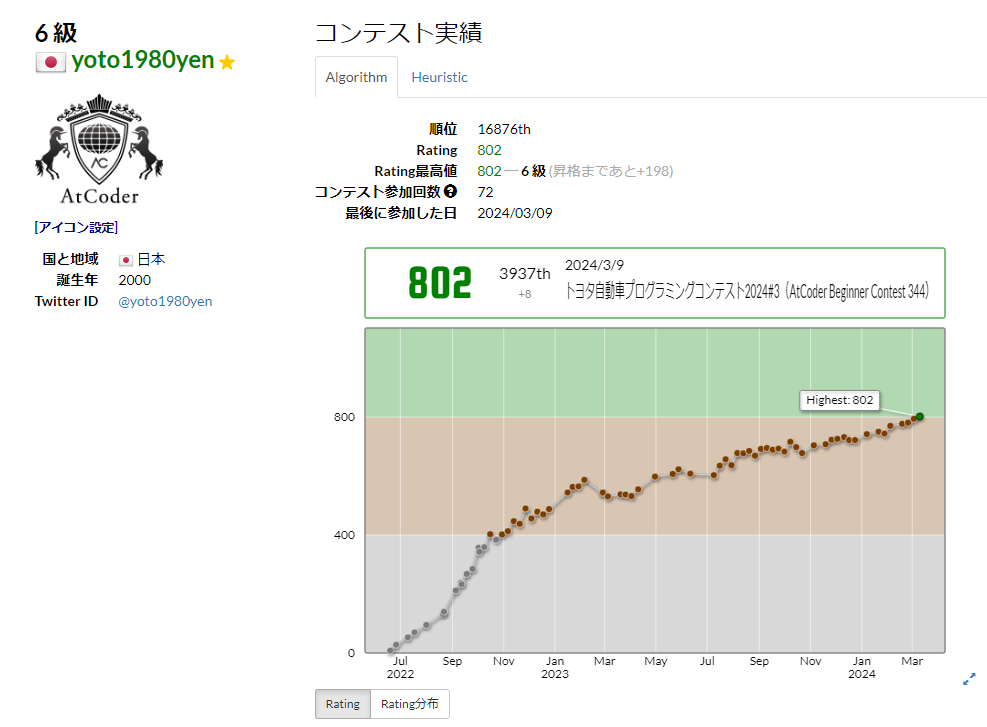 6 級
yoto1980yen
AC
AtCoder
[アイコン設定]
国と地域 日本
誕生年 2000
Twitter ID @yoto1980yen
コンテスト実績
Algorithm Heuristic
順位 16876th
Rating 802
Rating最高値 802 ― 6 級 (昇格まであと+198)
コンテスト参加回数 72
最後に参加した日 2024/03/09
802 3937th +8
2024/3/9
トヨタ自動車プログラミングコンテスト2024#3 (AtCoder Beginner Contest 344)
Highest: 802
800
400
0
Jul Sep Nov Jan Mar May Jul Sep Nov Jan Mar
2022 2023 2024
Rating Rating分布